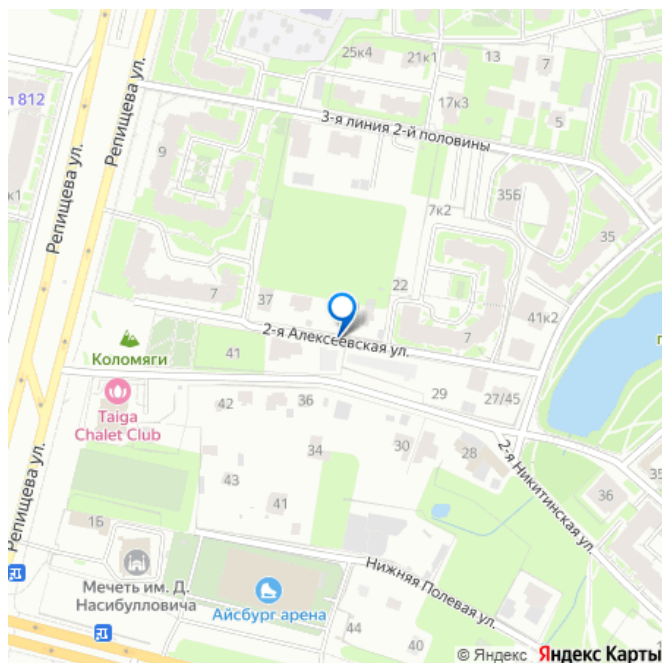 25к4
21к1
13
7
п 812
Репищева ул.
17к3
3-я линия 2-й половины
5
9
к1
Репищева ул.
35Б
7к2
35
22
7
37
41к2
2-я Алексеевская ул.
7
Коломяги
41
29
27/45
Taiga
Chalet Club
42
36
34
30
28
2-я Никитинская ул.
43
41
36
35
Репищева ул.
16
Мечеть им. Д.
Насибулловича
Айсбург арена
Нижняя Полевая ул.
44
40
1
© Яндекс Яндекс Карты